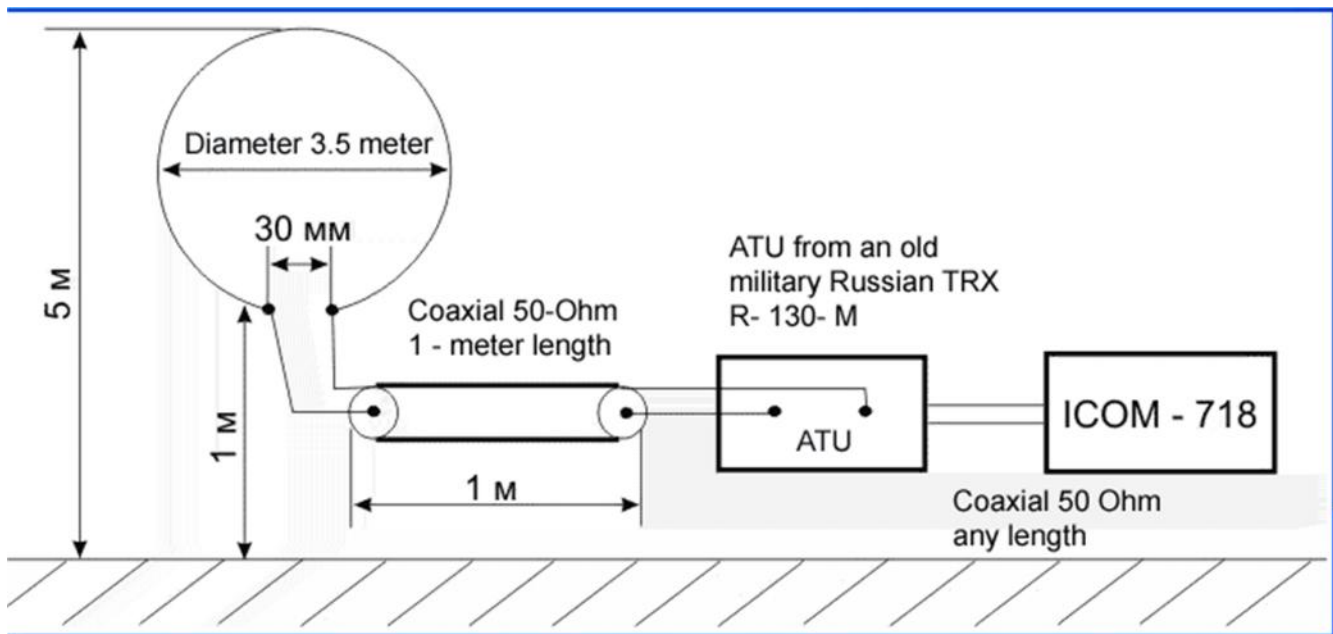 Diameter 3.5 meter
30 мм
5 м
1 м
Coaxial 50-Ohm
1 - meter length
1 м
ATU from an old
military Russian TRX
R- 130- M
ATU
ICOM - 718
Coaxial 50 Ohm
any length